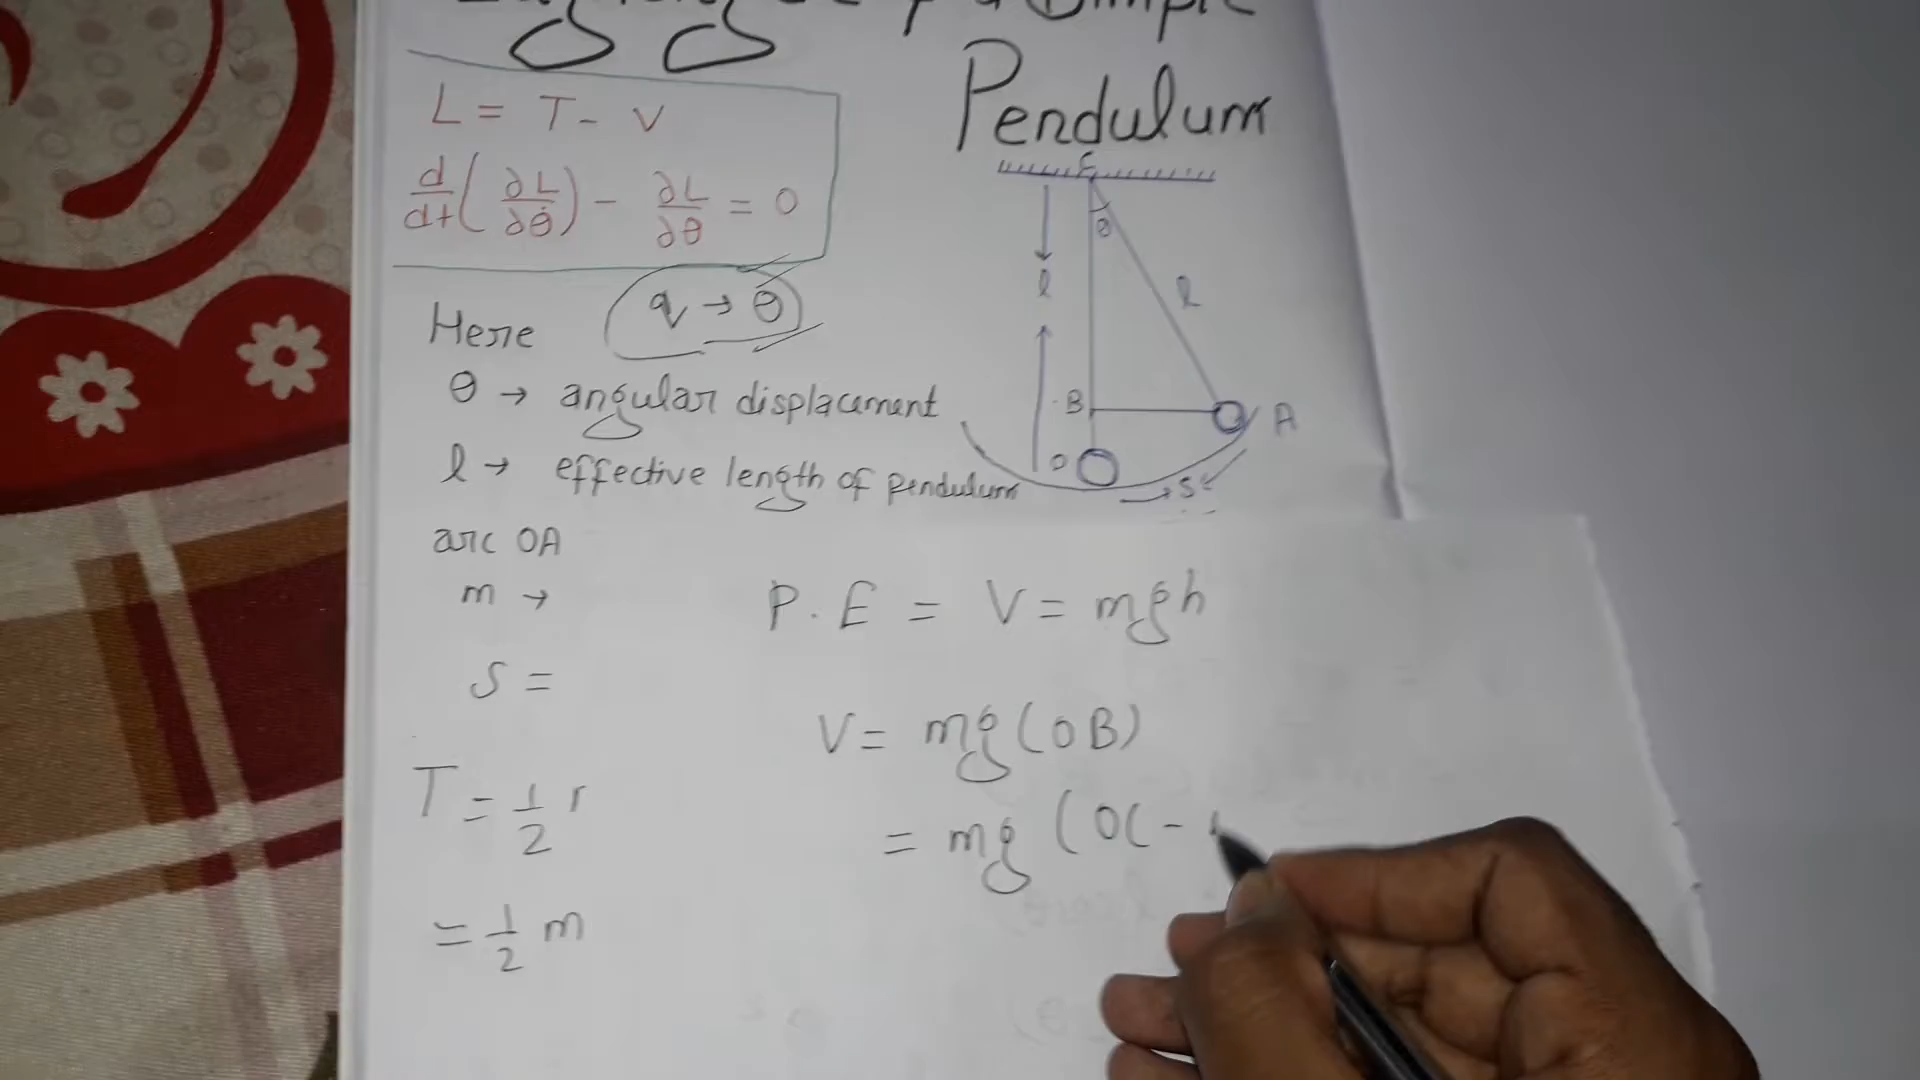 Pendulum
L = T - V
d/dt(∂L/∂θ̇) - ∂L/∂θ = 0
C
θ
l
l
B
A
O
S
Here q → θ
θ → angular displacement
l → effective length of pendulum
arc OA
m →
S =
T = 1/2
= 1/2 m
P.E = V = mgh
V = mg(OB)
= mg (OC -